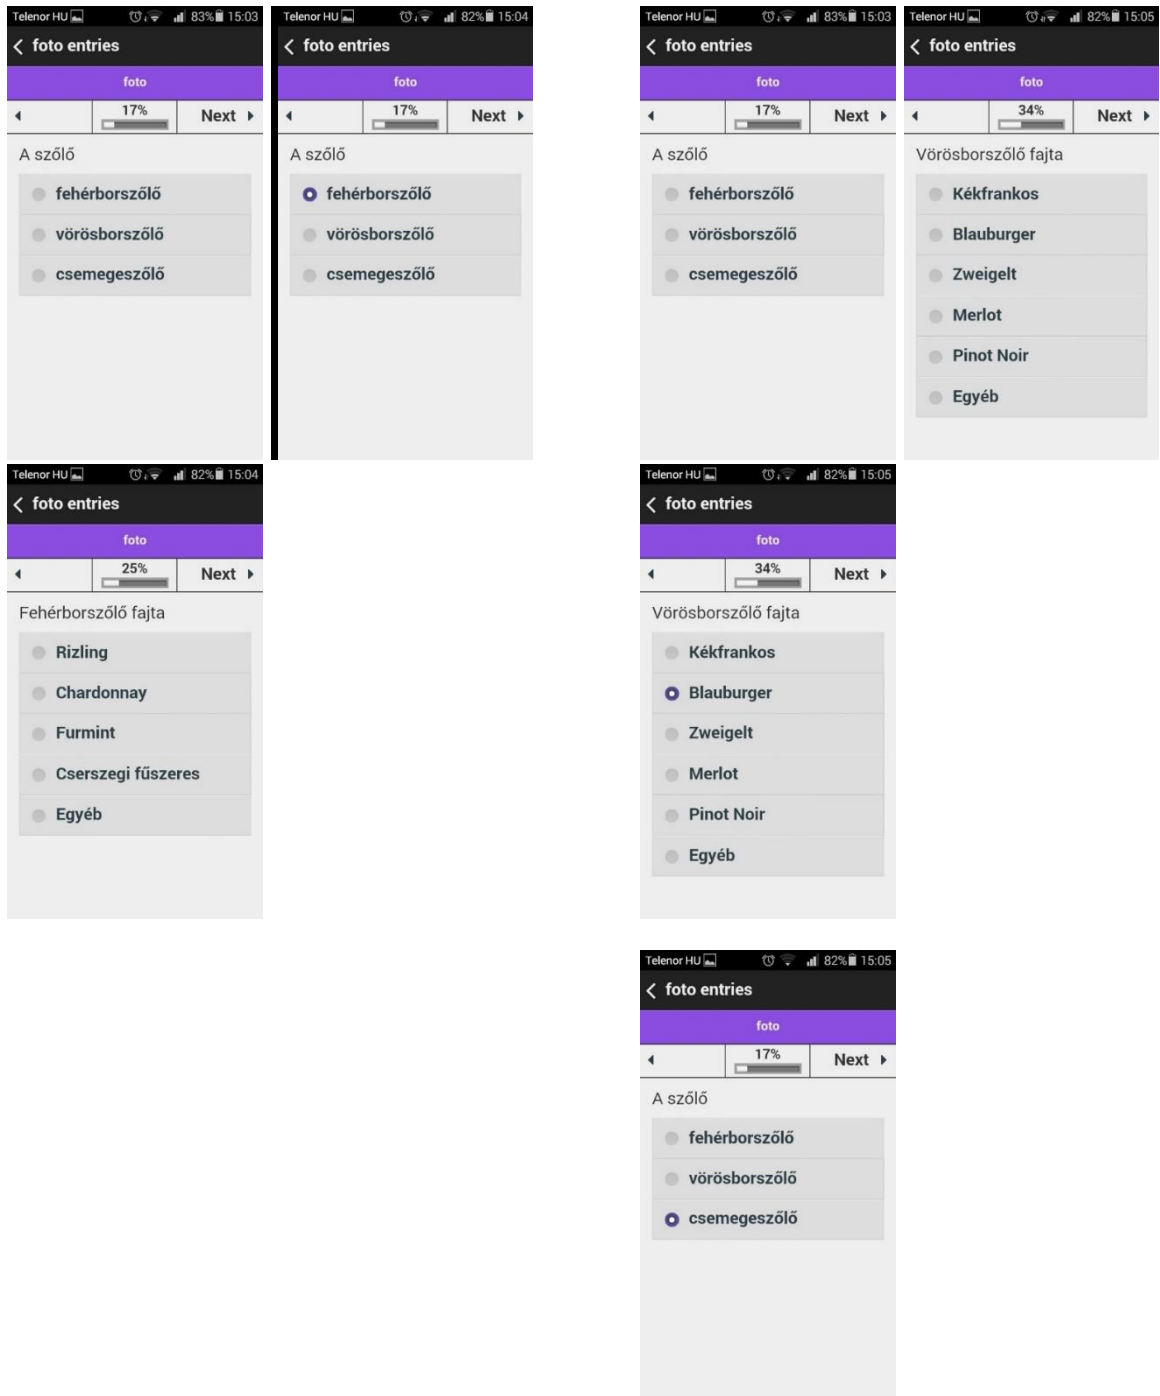 Telenor HU 83% 15:03
foto entries
foto
17% Next
A szőlő
fehérborszőlő
vörösborszőlő
csemegeszőlő
Telenor HU 82% 15:04
foto entries
foto
17% Next
A szőlő
fehérborszőlő
vörösborszőlő
csemegeszőlő
Telenor HU 83% 15:03
foto entries
foto
17% Next
A szőlő
fehérborszőlő
vörösborszőlő
csemegeszőlő
Telenor HU 82% 15:05
foto entries
foto
34% Next
Vörösborszőlő fajta
Kékfrankos
Blauburger
Zweigelt
Merlot
Pinot Noir
Egyéb
Telenor HU 82% 15:04
foto entries
foto
25% Next
Fehérborszőlő fajta
Rizling
Chardonnay
Furmint
Cserszegi fűszeres
Egyéb
Telenor HU 82% 15:05
foto entries
foto
34% Next
Vörösborszőlő fajta
Kékfrankos
Blauburger
Zweigelt
Merlot
Pinot Noir
Egyéb
Telenor HU 82% 15:05
foto entries
foto
17% Next
A szőlő
fehérborszőlő
vörösborszőlő
csemegeszőlő